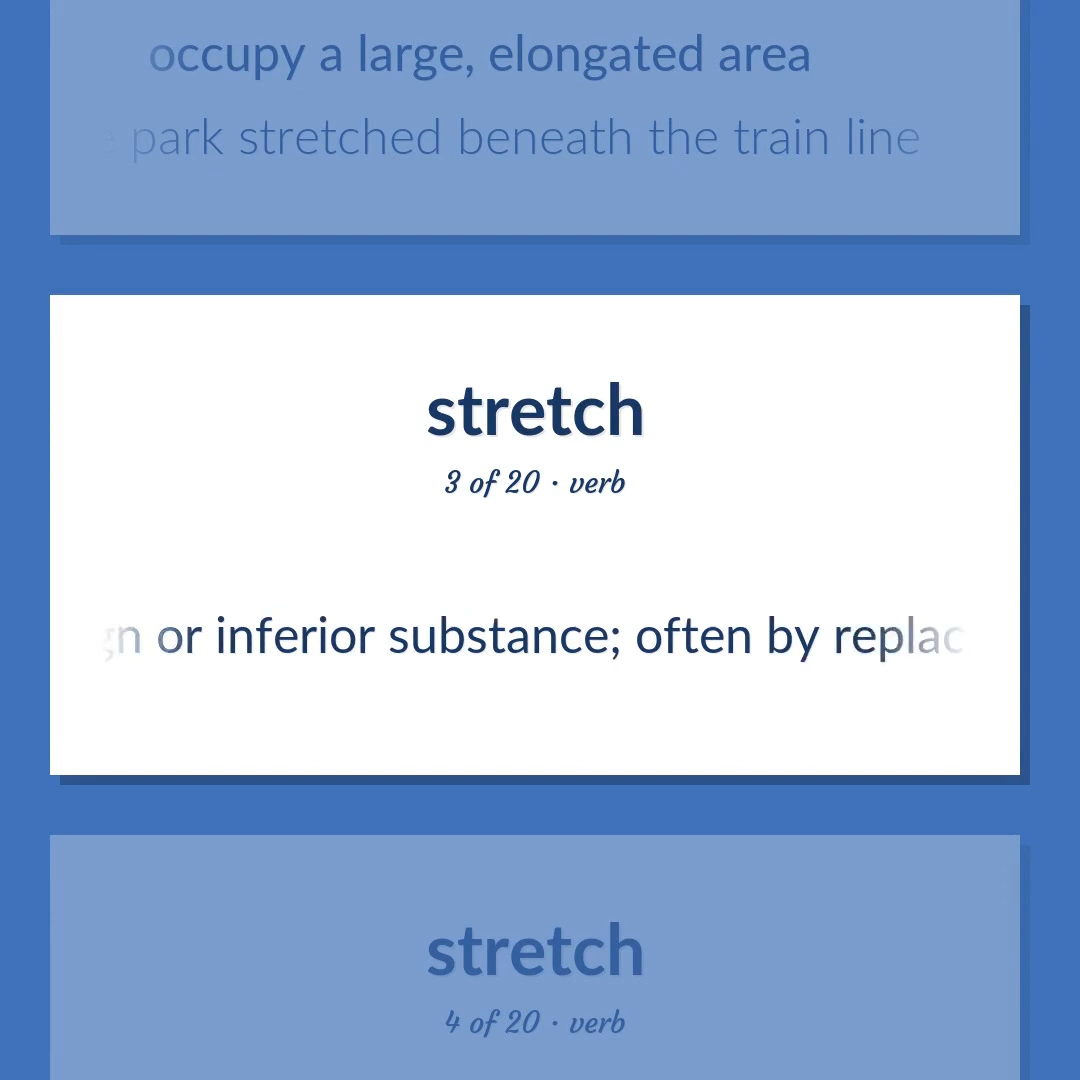 occupy a large, elongated area
park stretched beneath the train line
stretch
3 of 20 · verb
or inferior substance; often by replac
stretch
4 of 20 · verb